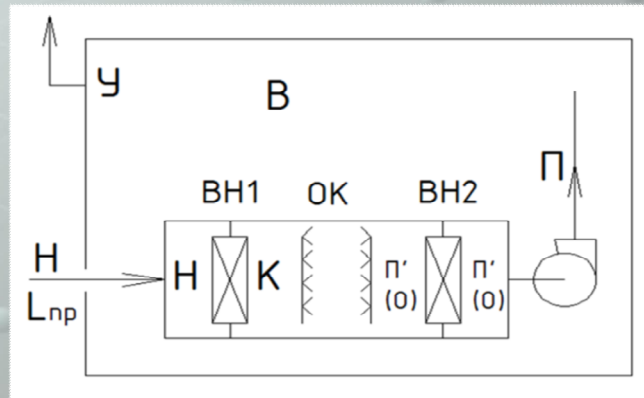 У
В
П
ВН1
ОК
ВН2
Н
Lпр
Н
К
П'
(О)
П'
(О)